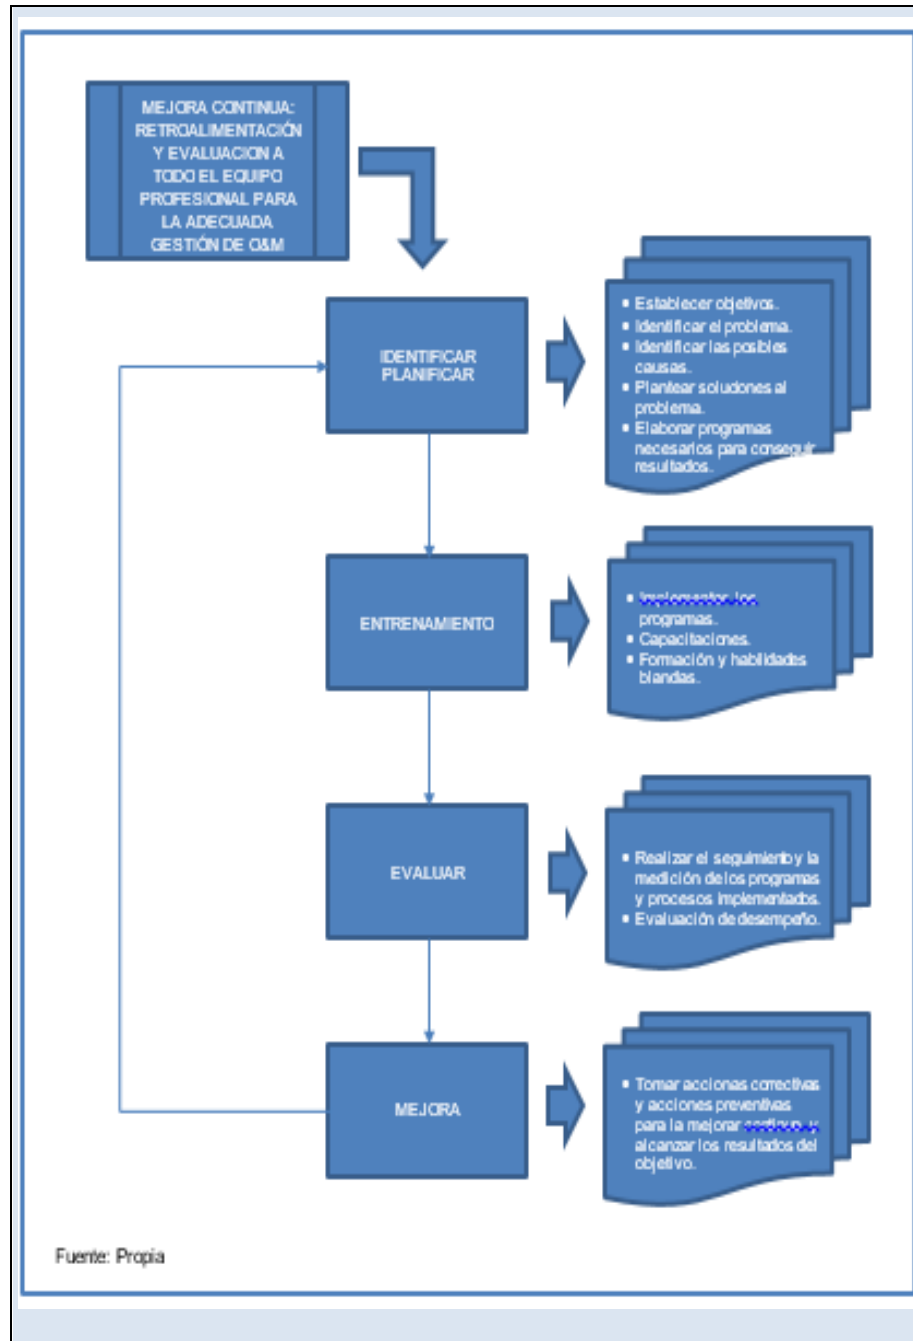 MEJORA CONTINUA:
RETROALIMENTACIÓN
Y EVALUACION A
TODO EL EQUIPO
PROFESIONAL PARA
LA ADECUADA
GESTIÓN DE O&M
IDENTIFICAR
PLANIFICAR
▪ Establecer objetivos.
▪ Identificar el problema.
▪ Identificar las posibles
causas.
▪ Plantear soluciones al
problema.
▪ Elaborar programas
necesarios para conseguir
resultados.
ENTRENAMIENTO
▪ Implementar los
programas.
▪ Capacitaciones.
▪ Formación y habilidades
blandas.
EVALUAR
▪ Realizar el seguimiento y la
medición de los programas
y procesos implementados.
▪ Evaluación de desempeño.
MEJORA
▪ Tomar acciones correctivas
y acciones preventivas
para la mejorar
alcanzar los resultados del
objetivo.
Fuente: Propia